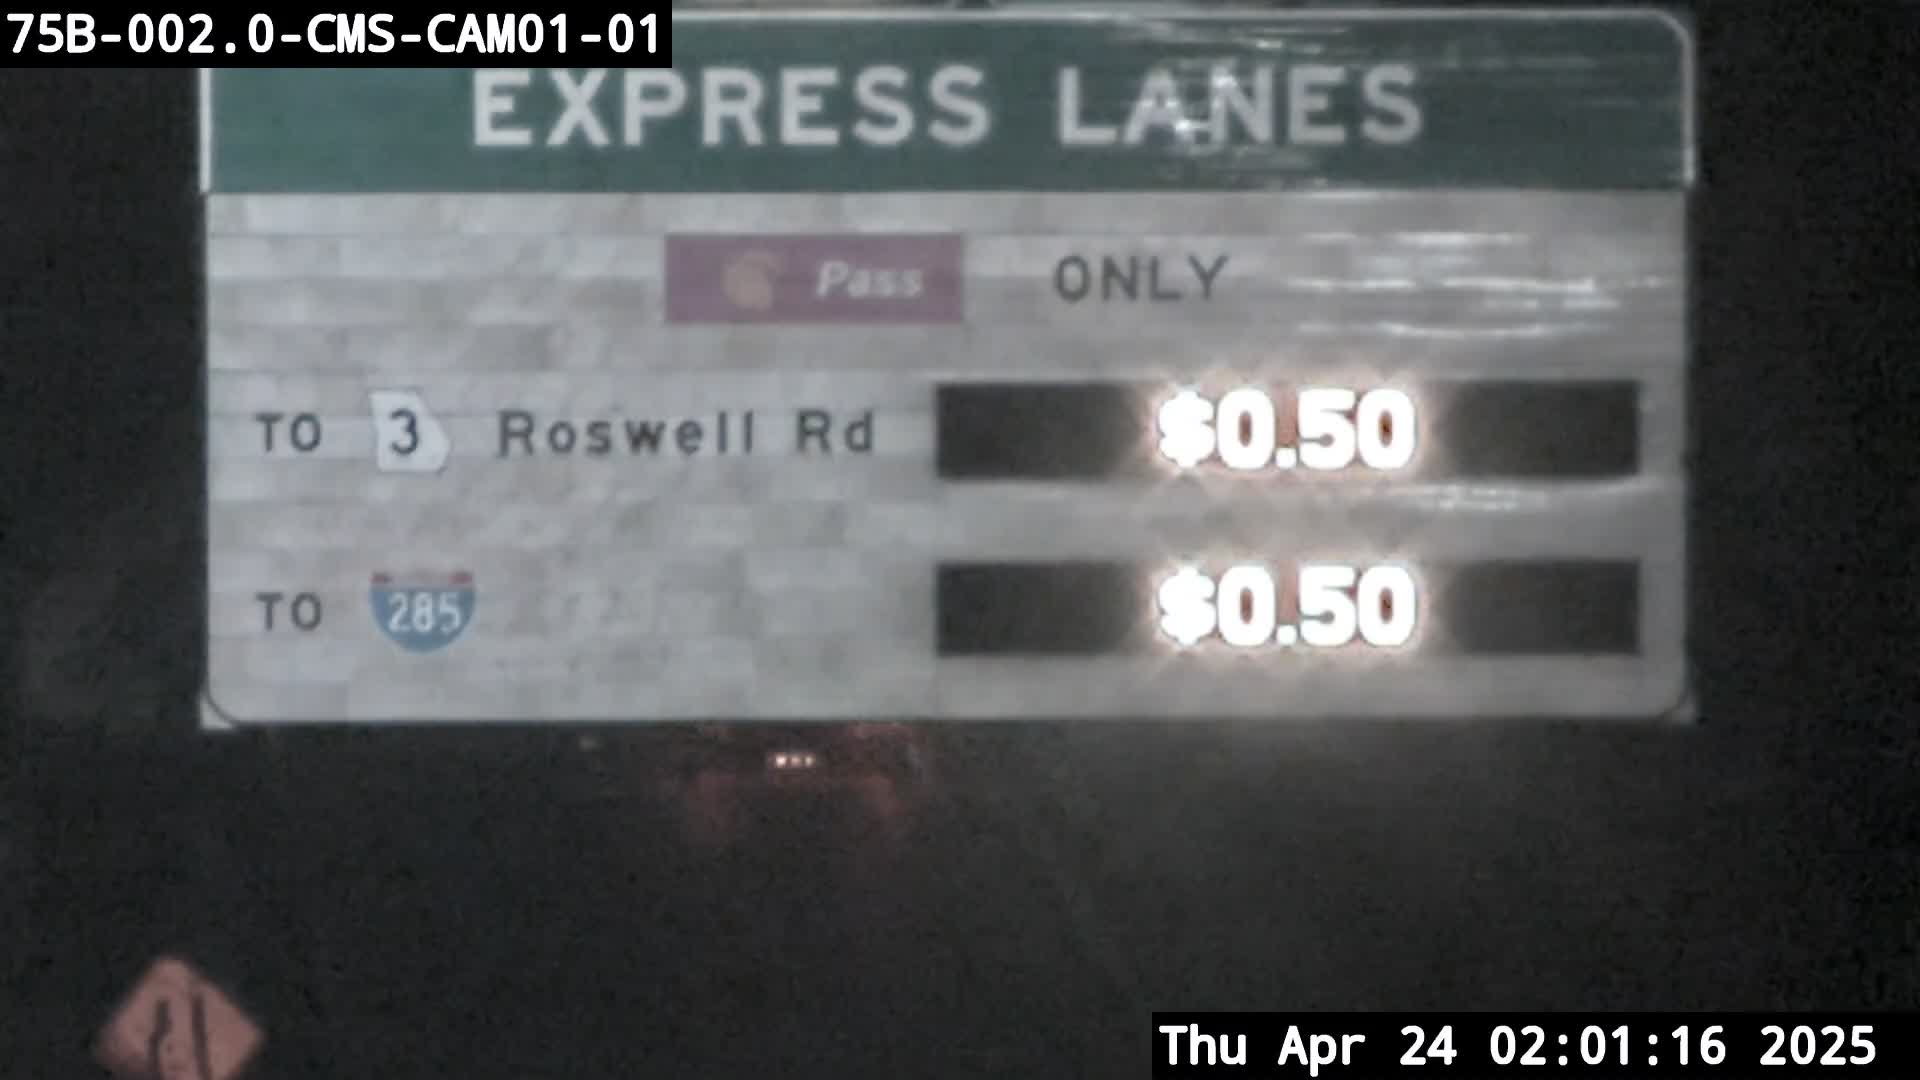 75B-002.0-CMS-CAM01-01
EXPRESS LANES
Pass ONLY
TO 3 Roswell Rd $0.50
TO 285 $0.50
Thu Apr 24 02:01:16 2025